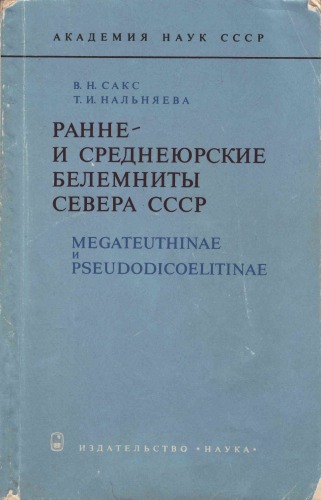 АКАДЕМИЯ НАУК СССР
В. Н. САКС
Т. И. НАЛЬНЯЕВА
РАННЕ-
И СРЕДНЕЮРСКИЕ
БЕЛЕМНИТЫ
СЕВЕРА СССР
MEGATEUTHINAE
И
PSEUDODICOELITINAE
ИЗДАТЕЛЬСТВО «НАУКА»